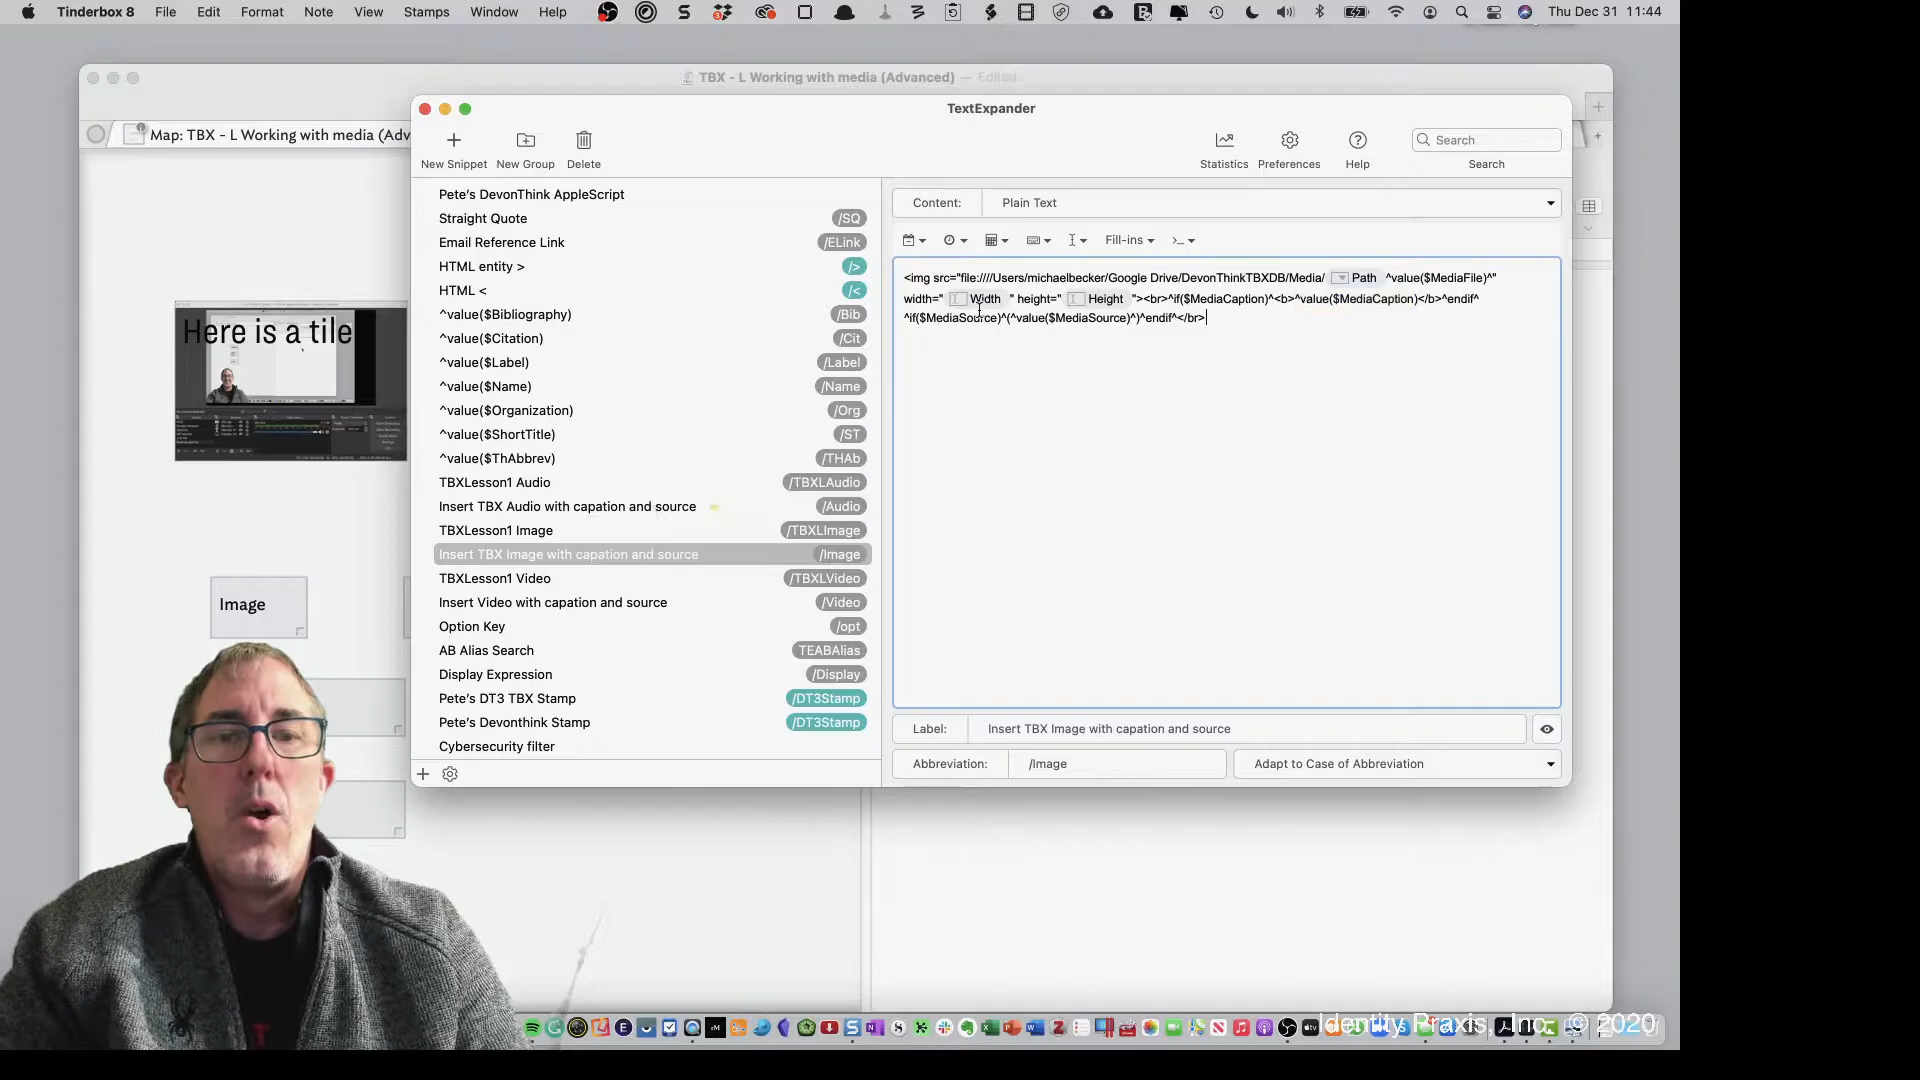 Tinderbox 8 File Edit Format Note View Stamps Window Help Thu Dec 31 11:44
TBX - L Working with media (Advanced) — Edited
TextExpander
Map: TBX - L Working with media (Adv
New Snippet New Group Delete Statistics Preferences Help Search
Search
Pete's DevonThink AppleScript
Straight Quote /SQ
Email Reference Link /ELink
HTML entity > />
HTML < /<
^value($Bibliography) /Bib
^value($Citation) /Cit
^value($Label) /Label
^value($Name) /Name
^value($Organization) /Org
^value($ShortTitle) /ST
^value($ThAbbrev) /THAb
TBXLesson1 Audio /TBXLAudio
Insert TBX Audio with capation and source /Audio
TBXLesson1 Image /TBXLImage
Insert TBX Image with capation and source /Image
TBXLesson1 Video /TBXLVideo
Insert Video with capation and source /Video
Option Key /opt
AB Alias Search TEABAlias
Display Expression /Display
Pete's DT3 TBX Stamp /DT3Stamp
Pete's Devonthink Stamp /DT3Stamp
Cybersecurity filter
Content: Plain Text
Fill-ins
<img src="file:////Users/michaelbecker/Google Drive/DevonThinkTBXDB/Media/ Path ^value($MediaFile)^"
width=" Width " height=" Height "><br>^if($MediaCaption)^<b>^value($MediaCaption)</b>^endif^
^if($MediaSource)^(^value($MediaSource)^)^endif^</br>
Label: Insert TBX Image with capation and source
Abbreviation: /Image Adapt to Case of Abbreviation
Here is a tile
Image
Identity Praxis, Inc. © 2020